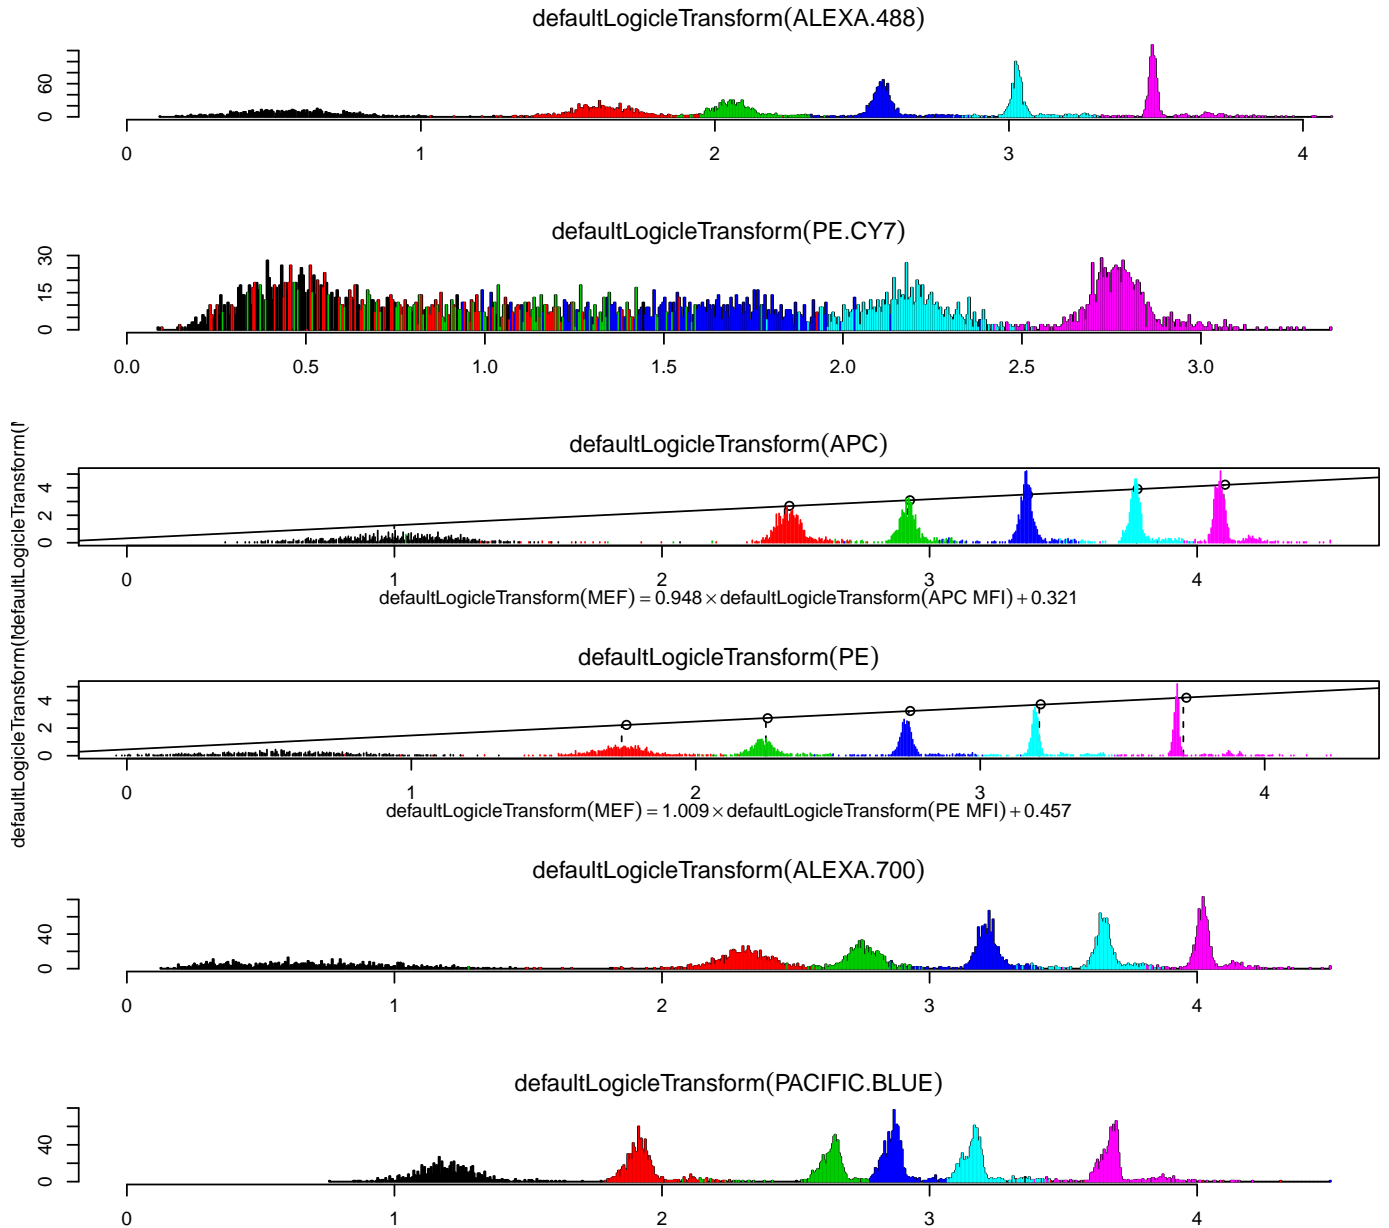 defaultLogicleTransform(ALEXA.488)
0 60
0 1 2 3 4
defaultLogicleTransform(PE.CY7)
0 15 30
0.0 0.5 1.0 1.5 2.0 2.5 3.0
defaultLogicleTransform(APC)
0 2 4
0 1 2 3 4
defaultLogicleTransform(MEF) = 0.948 × defaultLogicleTransform(APC MFI) + 0.321
defaultLogicleTransform(PE)
0 2 4
0 1 2 3 4
defaultLogicleTransform(MEF) = 1.009 × defaultLogicleTransform(PE MFI) + 0.457
defaultLogicleTransform(
defaultLogicleTransform(
defaultLogicleTransform(ALEXA.700)
0 40
0 1 2 3 4
defaultLogicleTransform(PACIFIC.BLUE)
0 40
0 1 2 3 4